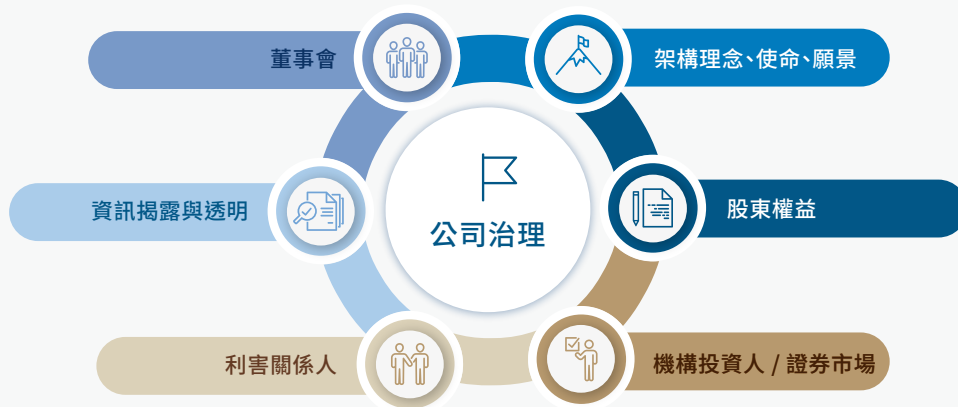 董事會
架構理念、使命、願景
資訊揭露與透明
公司治理
股東權益
利害關係人
機構投資人 / 證券市場